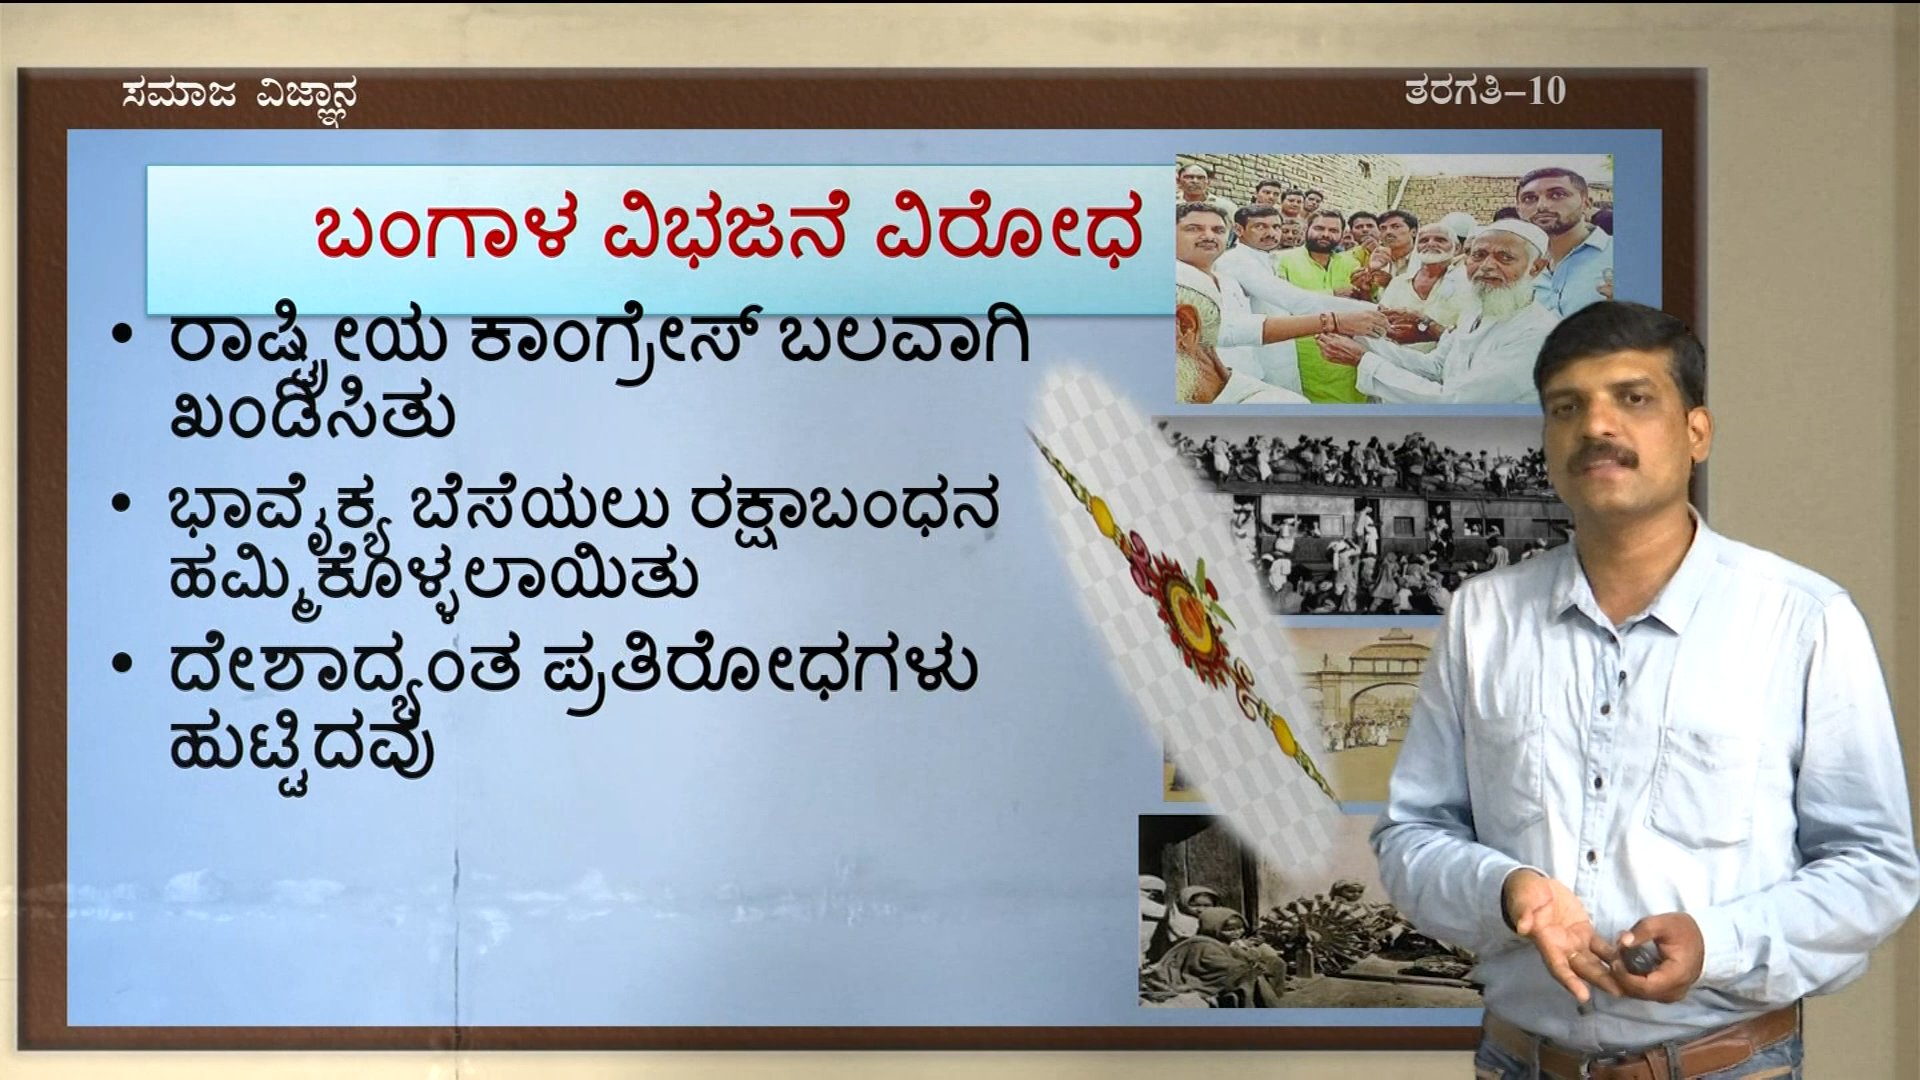 ಸಮಾಜ ವಿಜ್ಞಾನ
ತರಗತಿ–10
ಬಂಗಾಳ ವಿಭಜನೆ ವಿರೋಧ
• ರಾಷ್ಟ್ರೀಯ ಕಾಂಗ್ರೇಸ್ ಬಲವಾಗಿ
ಖಂಡಿಸಿತು
• ಭಾವೈಕ್ಯ ಬೆಸೆಯಲು ರಕ್ಷಾಬಂಧನ
ಹಮ್ಮಿಕೊಳ್ಳಲಾಯಿತು
• ದೇಶಾದ್ಯಂತ ಪ್ರತಿರೋಧಗಳು
ಹುಟ್ಟಿದವು